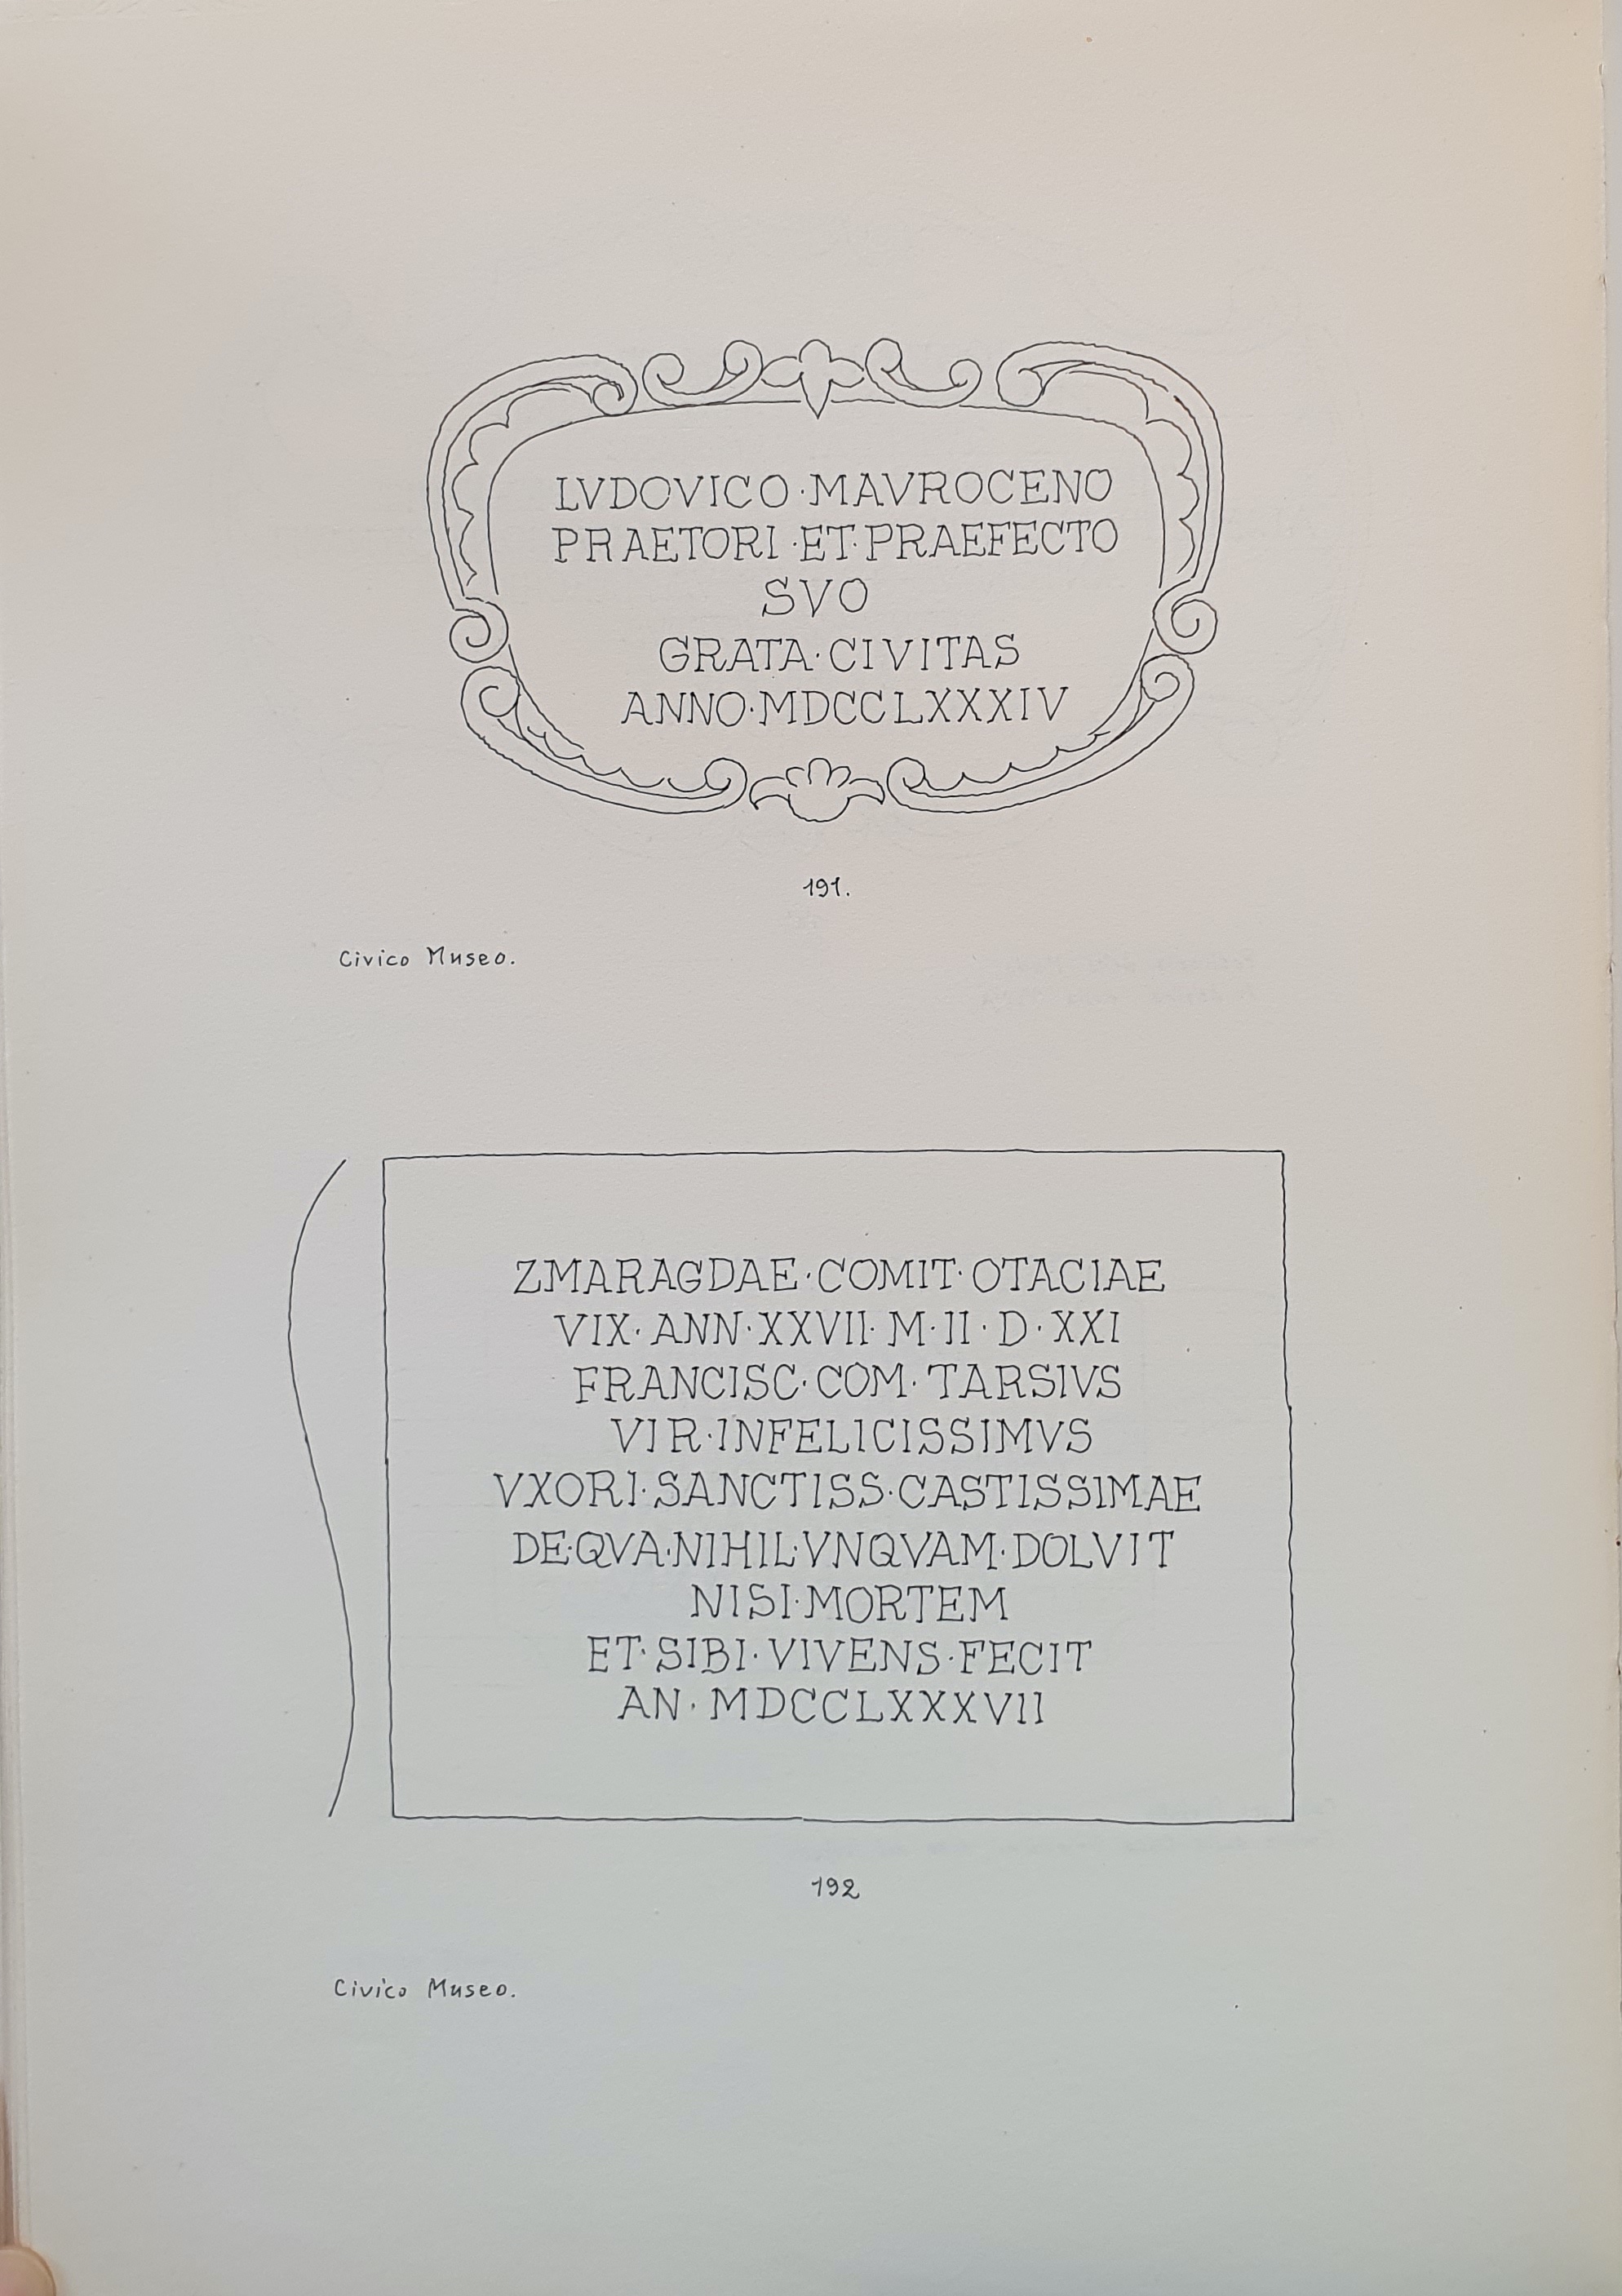 LVDOVICO·MAVROCENO
PRAETORI·ET·PRAEFECTO
SVO
GRATA·CIVITAS
ANNO·MDCCLXXXIV
191.
Civico Museo.
ZMARAGDAE·COMIT·OTACIAE
VIX·ANN·XXVII·M·II·D·XXI
FRANCISC·COM·TARSIVS
VIR·INFELICISSIMVS
VXORI·SANCTISS·CASTISSIMAE
DE·QVA·NIHIL·VNQVAM·DOLVIT
NISI·MORTEM
ET·SIBI·VIVENS·FECIT
AN·MDCCLXXXVII
192
Civico Museo.